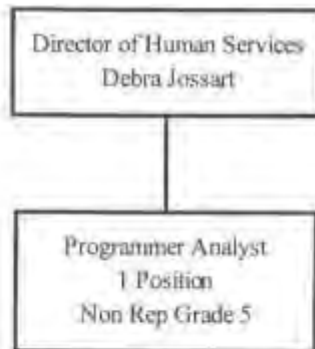 Director of Human Services
Debra Jossart
Programmer Analyst
1 Position
Non Rep Grade 5